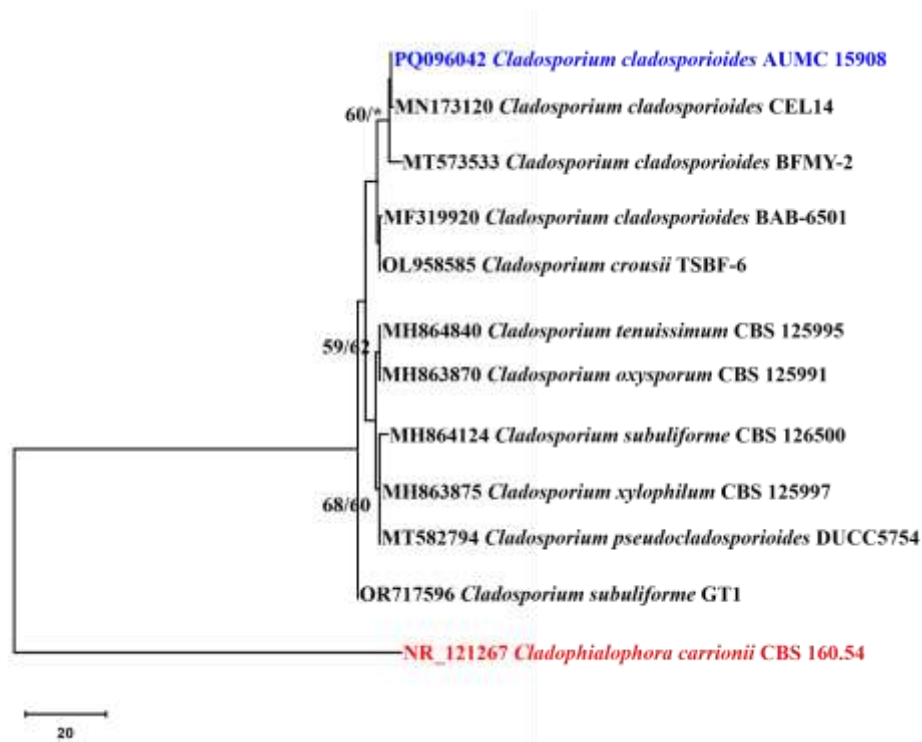 PQ096042 Cladosporium cladosporioides AUMC 15908
MN173120 Cladosporium cladosporioides CEL14
60/*
MT573533 Cladosporium cladosporioides BFMY-2
MF319920 Cladosporium cladosporioides BAB-6501
OL958585 Cladosporium crousii TSBF-6
MH864840 Cladosporium tenuissimum CBS 125995
59/62
MH863870 Cladosporium oxysporum CBS 125991
MH864124 Cladosporium subuliforme CBS 126500
MH863875 Cladosporium xylophilum CBS 125997
68/60
MT582794 Cladosporium pseudocladosporioides DUCC5754
OR717596 Cladosporium subuliforme GT1
NR_121267 Cladophialophora carrionii CBS 160.54
20